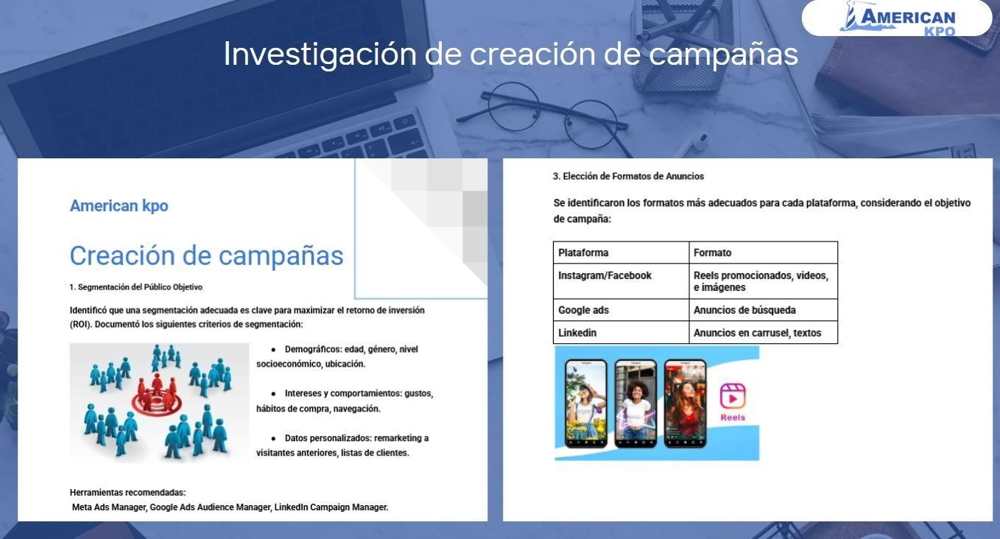 AMERICAN
KPO
Investigación de creación de campañas
American kpo
Creación de campañas
1. Segmentación del Público Objetivo
Identificó que una segmentación adecuada es clave para maximizar el retorno de inversión
(ROI). Documentó los siguientes criterios de segmentación:
● Demográficos: edad, género, nivel
socioeconómico, ubicación.
● Intereses y comportamientos: gustos,
hábitos de compra, navegación.
● Datos personalizados: remarketing a
visitantes anteriores, listas de clientes.
Herramientas recomendadas:
Meta Ads Manager, Google Ads Audience Manager, LinkedIn Campaign Manager.
3. Elección de Formatos de Anuncios
Se identificaron los formatos más adecuados para cada plataforma, considerando el objetivo
de campaña:
Plataforma Formato
Instagram/Facebook Reels promocionados, videos,
e imágenes
Google ads Anuncios de búsqueda
Linkedin Anuncios en carrusel, textos
Reels